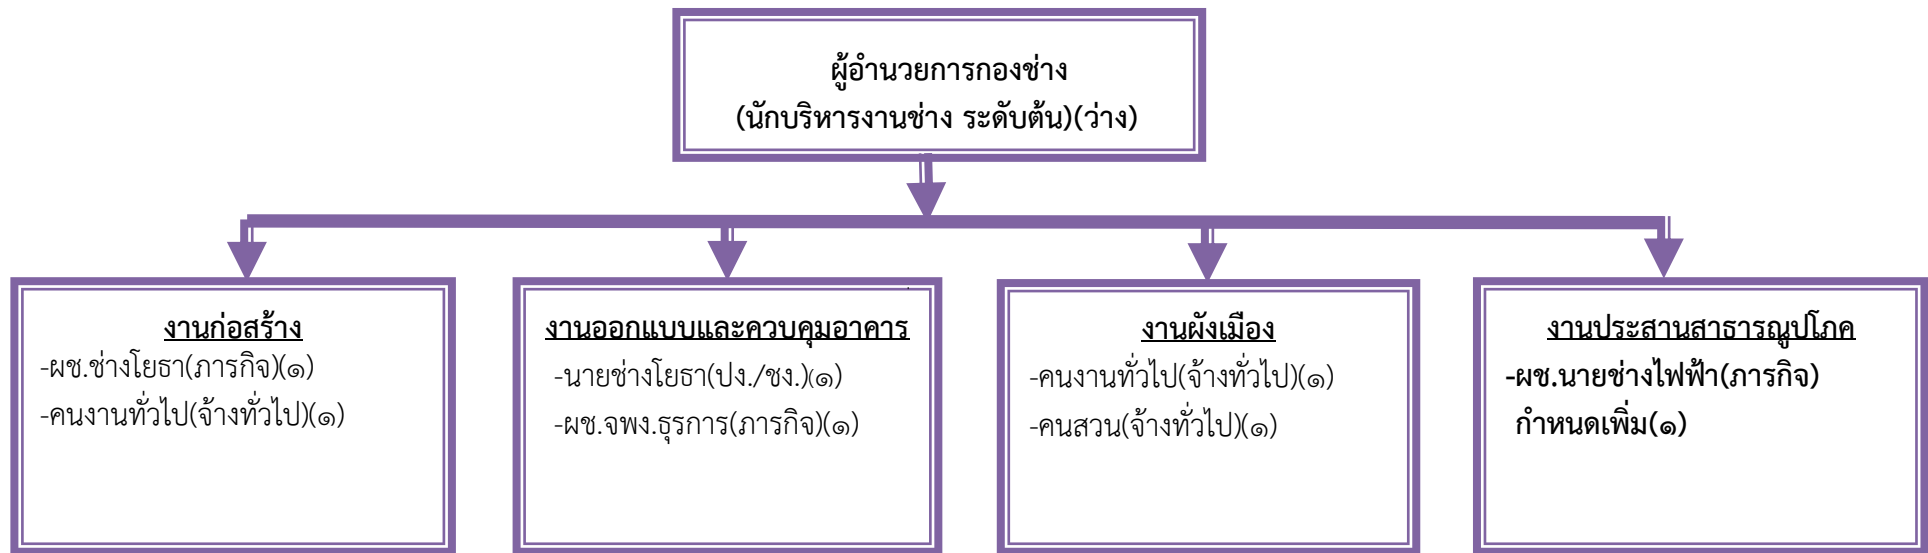 ผู้อำนวยการกองช่าง
(นักบริหารงานช่าง ระดับต้น)(ว่าง)
งานก่อสร้าง
-ผช.ช่างโยธา(ภารกิจ)(๑)
-คนงานทั่วไป(จ้างทั่วไป)(๑)
งานออกแบบและควบคุมอาคาร
-นายช่างโยธา(ปง./ชง.)(๑)
-ผช.จพง.ธุรการ(ภารกิจ)(๑)
งานผังเมือง
-คนงานทั่วไป(จ้างทั่วไป)(๑)
-คนสวน(จ้างทั่วไป)(๑)
งานประสานสาธารณูปโภค
-ผช.นายช่างไฟฟ้า(ภารกิจ)
กำหนดเพิ่ม(๑)